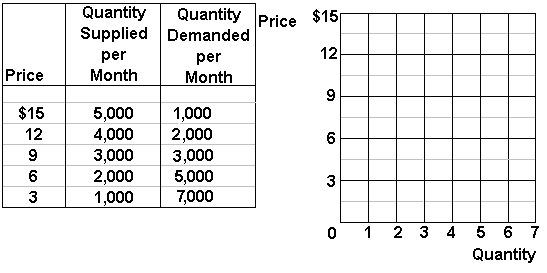 Price
Quantity Supplied per Month
Quantity Demanded per Month
$15 5,000 1,000
12 4,000 2,000
9 3,000 3,000
6 2,000 5,000
3 1,000 7,000
Price
$15
12
9
6
3
0 1 2 3 4 5 6 7
Quantity